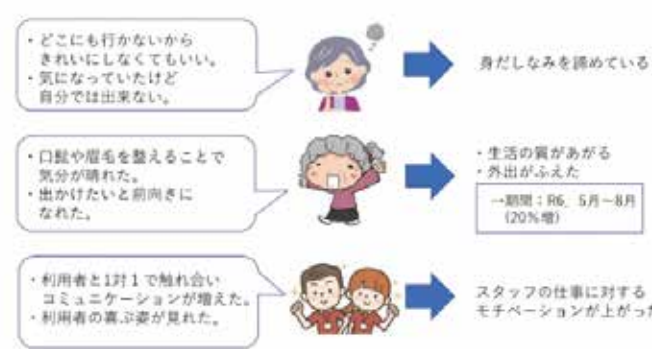 ・どこにも行かないから
きれいにしなくてもいい。
・気になっていたけど
自分では出来ない。
身だしなみを諦めている
・口髭や眉毛を整えることで
気分が晴れた。
・出かけたいと前向きに
なれた。
・生活の質があがる
・外出がふえた
→期間：R6、5月～8月
（20％増）
・利用者と1対1で触れ合い
コミュニケーションが増えた。
・利用者の喜ぶ姿が見れた。
スタッフの仕事に対する
モチベーションが上がった